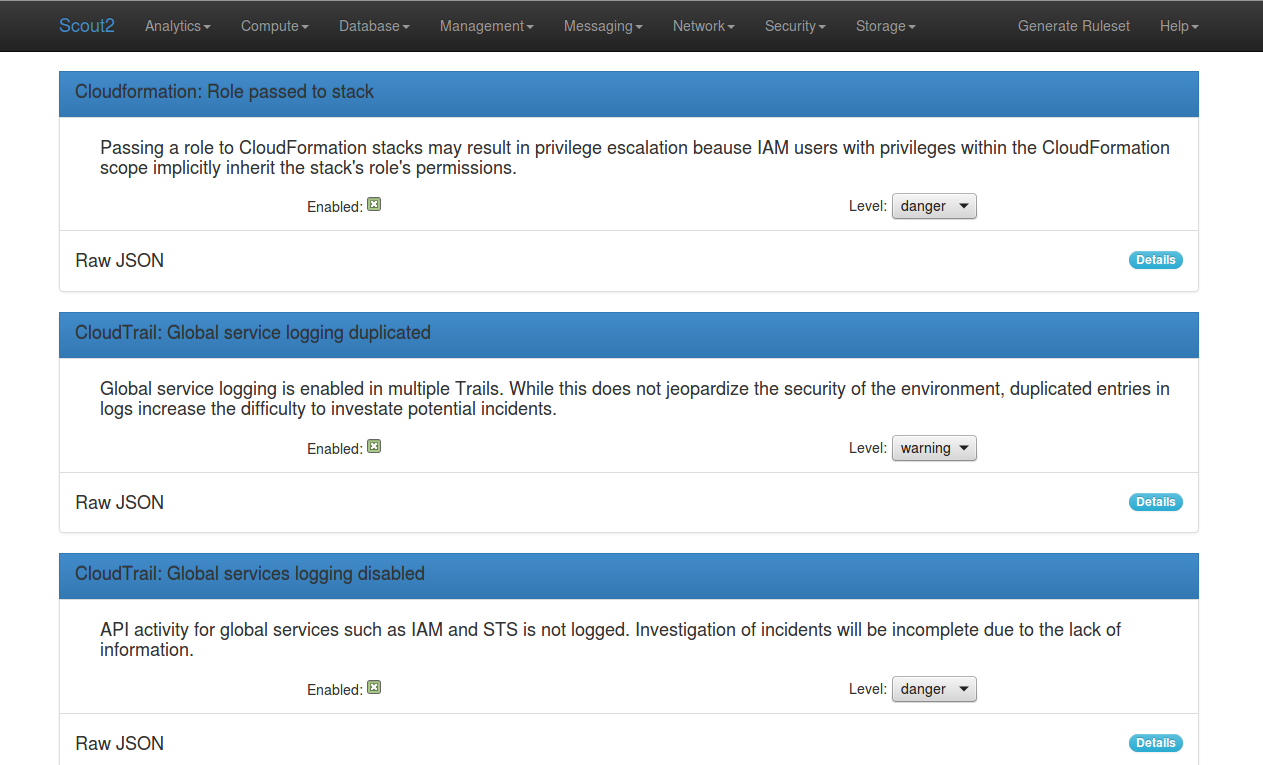 Scout2 Analytics Compute Database Management Messaging Network Security Storage Generate Ruleset Help
Cloudformation: Role passed to stack
Passing a role to CloudFormation stacks may result in privilege escalation beause IAM users with privileges within the CloudFormation
scope implicitly inherit the stack's role's permissions.
Enabled: Level: danger
Raw JSON Details
CloudTrail: Global service logging duplicated
Global service logging is enabled in multiple Trails. While this does not jeopardize the security of the environment, duplicated entries in
logs increase the difficulty to investate potential incidents.
Enabled: Level: warning
Raw JSON Details
CloudTrail: Global services logging disabled
API activity for global services such as IAM and STS is not logged. Investigation of incidents will be incomplete due to the lack of
information.
Enabled: Level: danger
Raw JSON Details